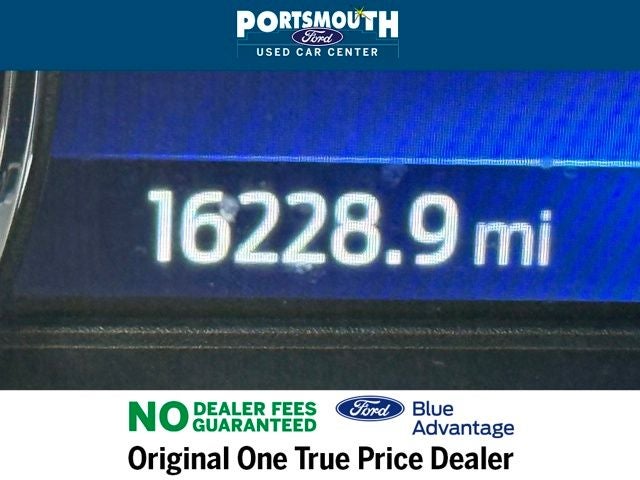 PORTSMOUTH
Ford
USED CAR CENTER
16228.9 mi
NO DEALER FEES
GUARANTEED
Ford Blue
Advantage
Original One True Price Dealer